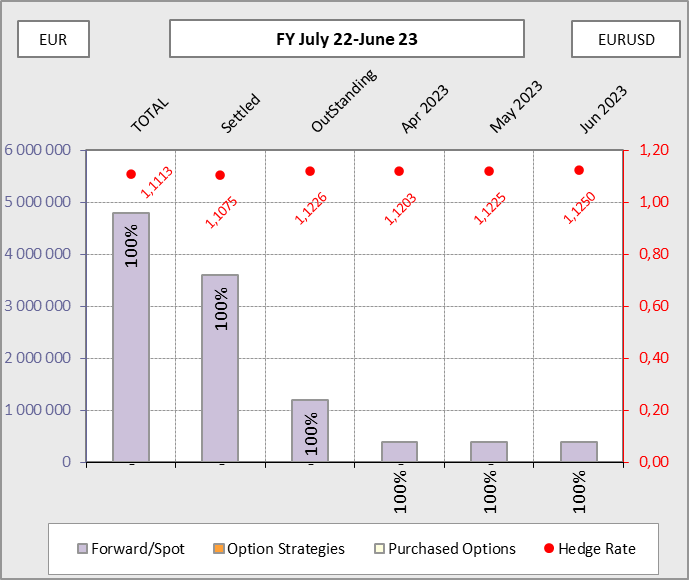 EUR
FY July 22-June 23
EURUSD
TOTAL
Settled
OutStanding
Apr 2023
May 2023
Jun 2023
6 000 000
5 000 000
4 000 000
3 000 000
2 000 000
1 000 000
0
1,20
1,00
0,80
0,60
0,40
0,20
0,00
1,1113
1,1075
1,1226
1,1203
1,1225
1,1250
100%
100%
100%
100%
100%
100%
Forward/Spot
Option Strategies
Purchased Options
Hedge Rate